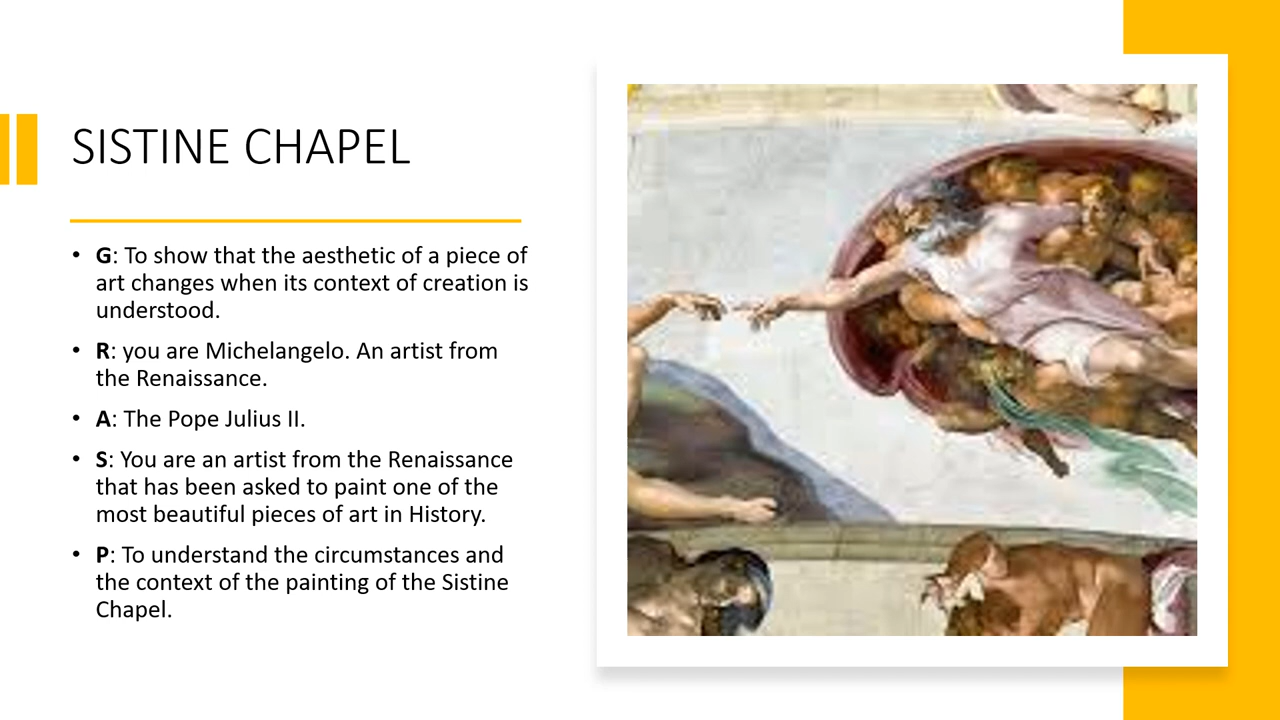 SISTINE CHAPEL
• G: To show that the aesthetic of a piece of
art changes when its context of creation is
understood.
• R: you are Michelangelo. An artist from
the Renaissance.
• A: The Pope Julius II.
• S: You are an artist from the Renaissance
that has been asked to paint one of the
most beautiful pieces of art in History.
• P: To understand the circumstances and
the context of the painting of the Sistine
Chapel.